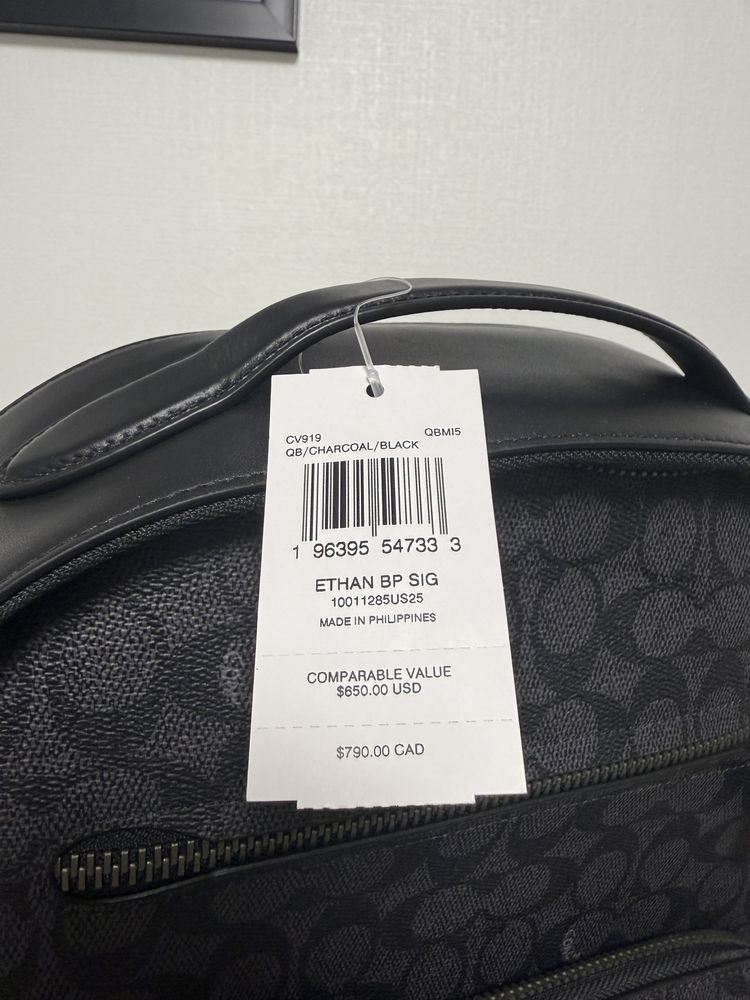 CV919 QBMI5
QB/CHARCOAL/BLACK
1 96395 54733 3
ETHAN BP SIG
10011285US25
MADE IN PHILIPPINES
COMPARABLE VALUE
$650.00 USD
$790.00 CAD